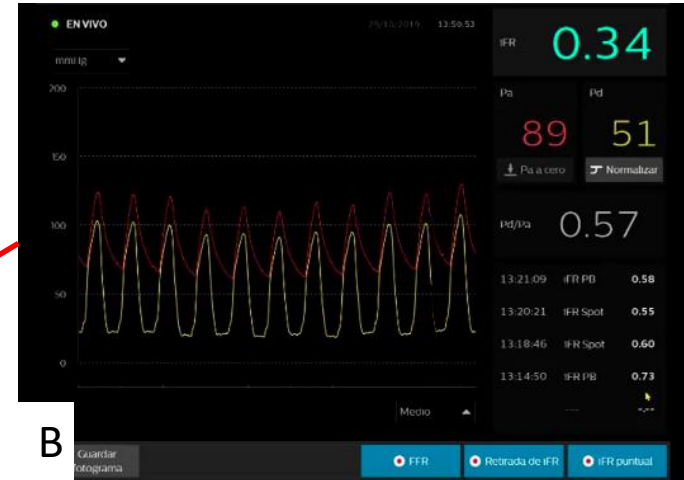 EN VIVO
29/10/2019 13:50:53
mmHg
200
150
100
50
0
Medio
iFR 0.34
Pa Pd
89 51
Pa a cero Normalizar
Pd/Pa 0.57
13:21:09 iFR PB 0.58
13:20:21 iFR Spot 0.55
13:18:46 iFR Spot 0.60
13:14:50 iFR PB 0.73
--- -.--
B
Guardar
fotograma
FFR
Retirada de iFR
iFR puntual